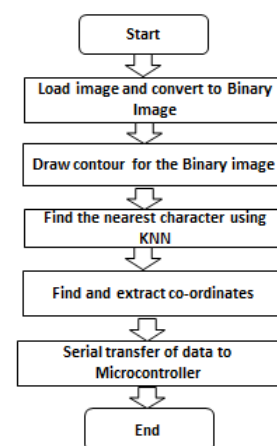 Start
Load image and convert to Binary
Image
Draw contour for the Binary image
Find the nearest character using
KNN
Find and extract co-ordinates
Serial transfer of data to
Microcontroller
End